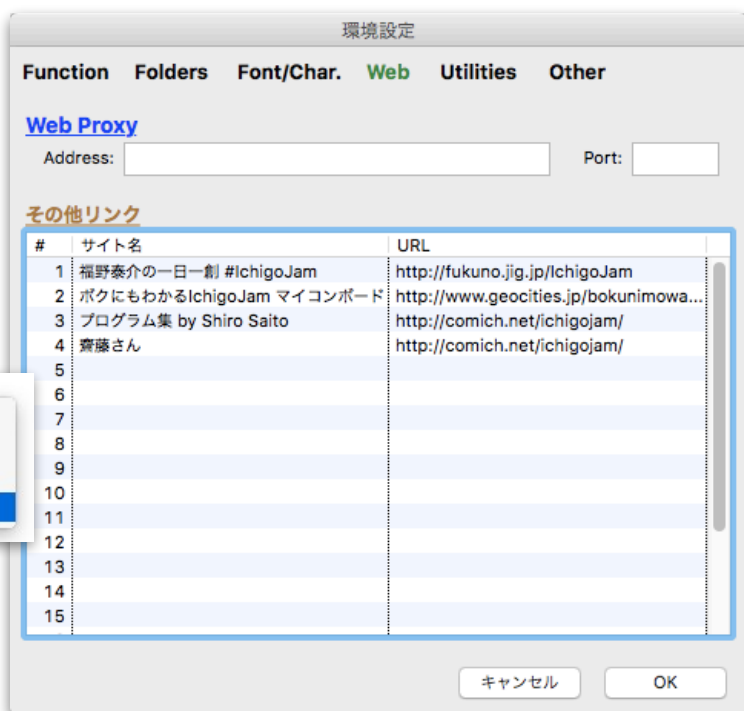 環境設定
Function Folders Font/Char. Web Utilities Other
Web Proxy
Address: Port:
その他リンク
# サイト名 URL
1 福野泰介の一日一創 #IchigoJam http://fukuno.jig.jp/IchigoJam
2 ボクにもわかるIchigoJam マイコンボード http://www.geocities.jp/bokunimowa...
3 プログラム集 by Shiro Saito http://comich.net/ichigojam/
4 齋藤さん http://comich.net/ichigojam/
5
6
7
8
9
10
11
12
13
14
15
キャンセル OK